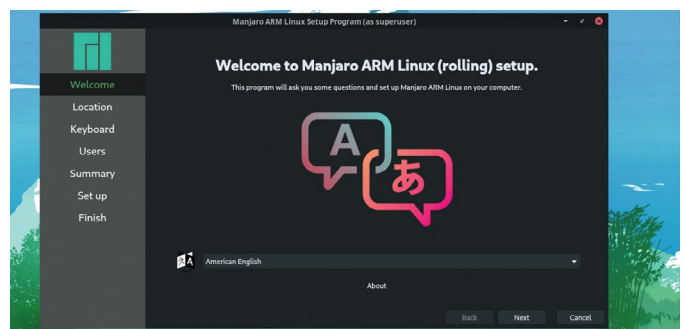 Manjaro ARM Linux Setup Program (as superuser)
Welcome
Location
Keyboard
Users
Summary
Set up
Finish
Welcome to Manjaro ARM Linux (rolling) setup.
This program will ask you some questions and set up Manjaro ARM Linux on your computer.
A
あ
American English
About
Back
Next
Cancel